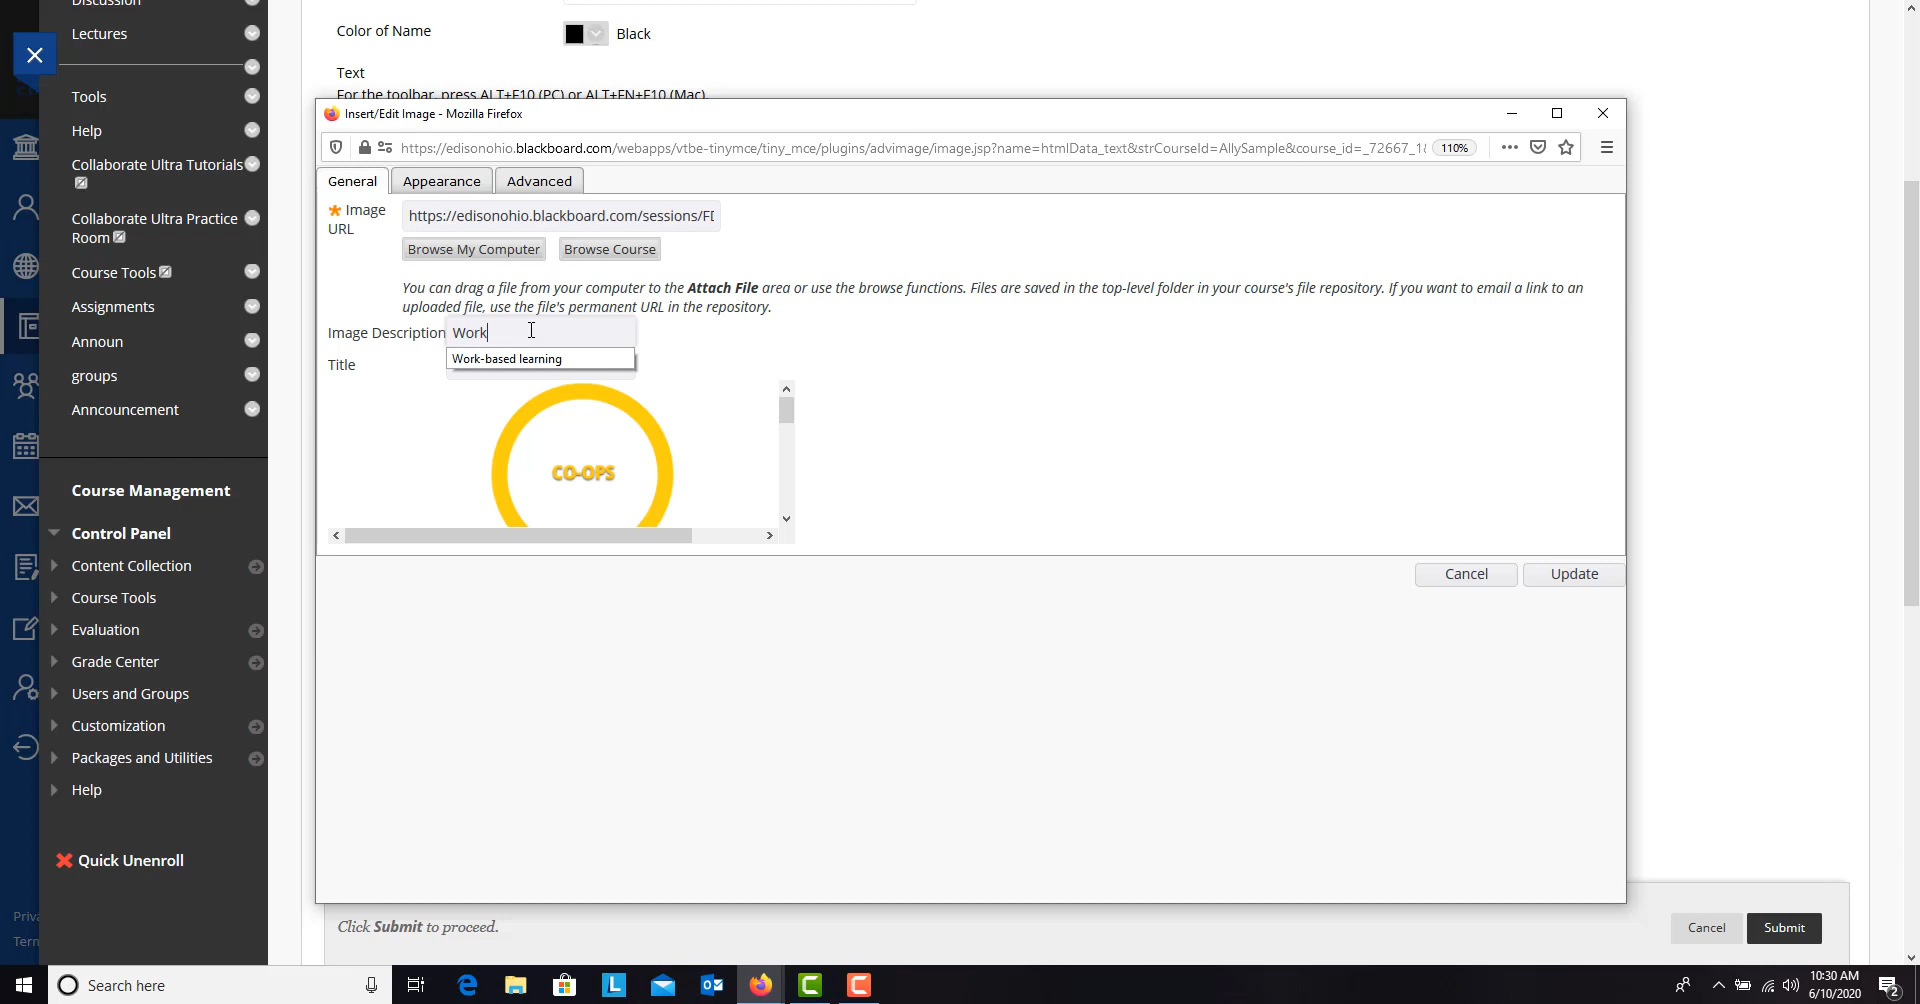 Discussion
Lectures
Tools
Help
Collaborate Ultra Tutorials
Collaborate Ultra Practice
Room
Course Tools
Assignments
Announ
groups
Anncouncement
Course Management
Control Panel
Content Collection
Course Tools
Evaluation
Grade Center
Users and Groups
Customization
Packages and Utilities
Help
Quick Unenroll
Priva
Term
Color of Name
Black
Text
For the toolbar, press ALT+F10 (PC) or ALT+FN+F10 (Mac).
Insert/Edit Image - Mozilla Firefox
https://edisonohio.blackboard.com/webapps/vtbe-tinymce/tiny_mce/plugins/advimage/image.jsp?name=htmlData_text&strCourseId=AllySample&course_id=_72667_1&
110%
General Appearance Advanced
Image
URL
https://edisonohio.blackboard.com/sessions/FD
Browse My Computer Browse Course
You can drag a file from your computer to the Attach File area or use the browse functions. Files are saved in the top-level folder in your course's file repository. If you want to email a link to an
uploaded file, use the file's permanent URL in the repository.
Image Description Work
Work-based learning
Title
CO-OPS
Cancel Update
Click Submit to proceed.
Cancel Submit
Search here
10:30 AM
6/10/2020
2